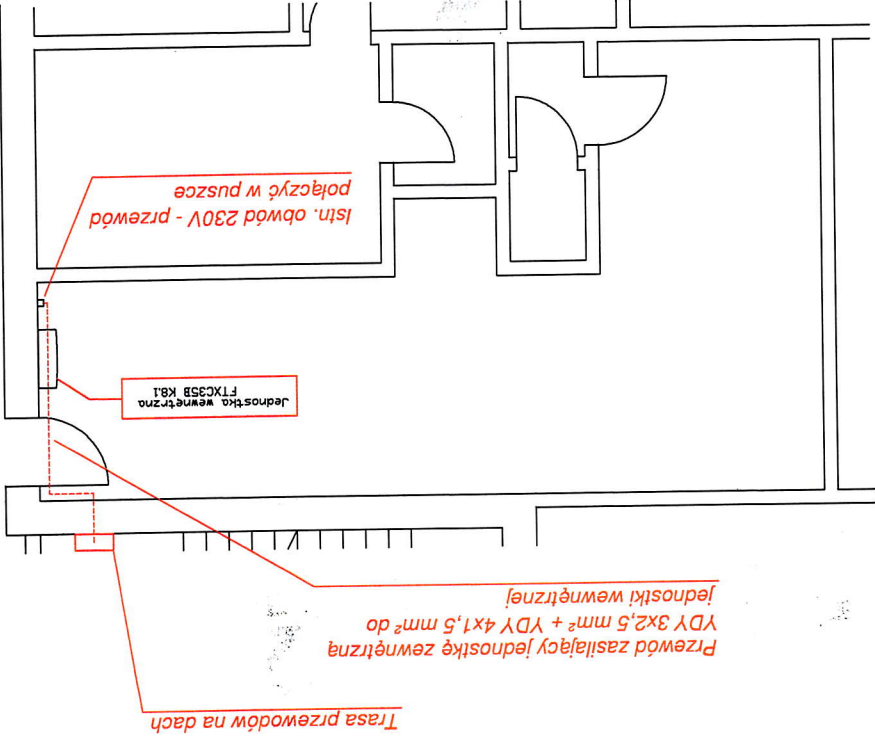 Trasa przewodów na dach
Przewód zasilający jednostkę zewnętrzną
YDY 3x2,5 mm² + YDY 4x1,5 mm² do
jednostki wewnętrznej
Jednostka wewnętrzna
FTXC35B K8.1
Istn. obwód 230V - przewód
połączyć w puszce